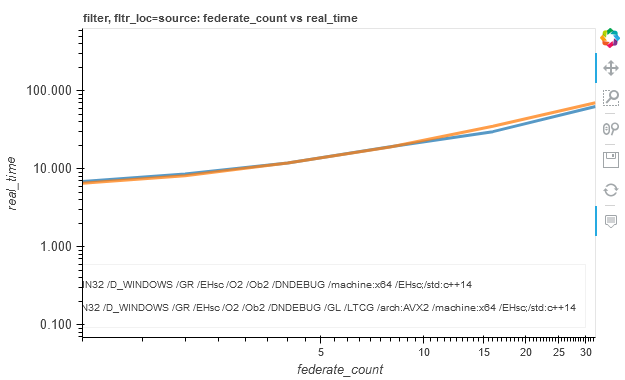 filter, fltr_loc=source: federate_count vs real_time
100.000
10.000
1.000
0.100
real_time
IN32 /D_WINDOWS /GR /EHsc /O2 /Ob2 /DNDEBUG /machine:x64 /EHsc;/std:c++14
N32 /D_WINDOWS /GR /EHsc /O2 /Ob2 /DNDEBUG /GL /LTCG /arch:AVX2 /machine:x64 /EHsc;/std:c++14
5 10 15 20 25 30
federate_count